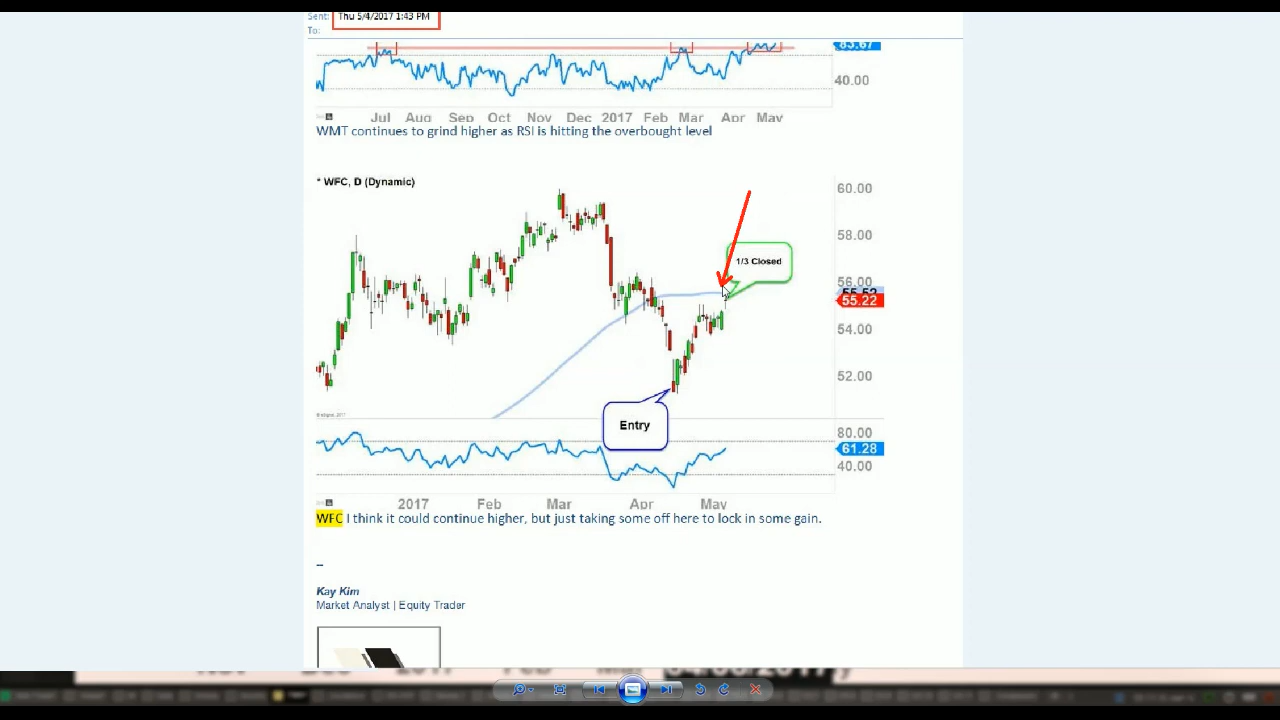 Sent: Thu 5/4/2017 1:43 PM
To:
83.67
40.00
Jul Aug Sep Oct Nov Dec 2017 Feb Mar Apr May
WMT continues to grind higher as RSI is hitting the overbought level
* WFC, D (Dynamic)
60.00
58.00
1/3 Closed
56.00
55.52
55.22
54.00
52.00
Entry
80.00
61.28
40.00
2017 Feb Mar Apr May
WFC I think it could continue higher, but just taking some off here to lock in some gain.
--
Kay Kim
Market Analyst | Equity Trader